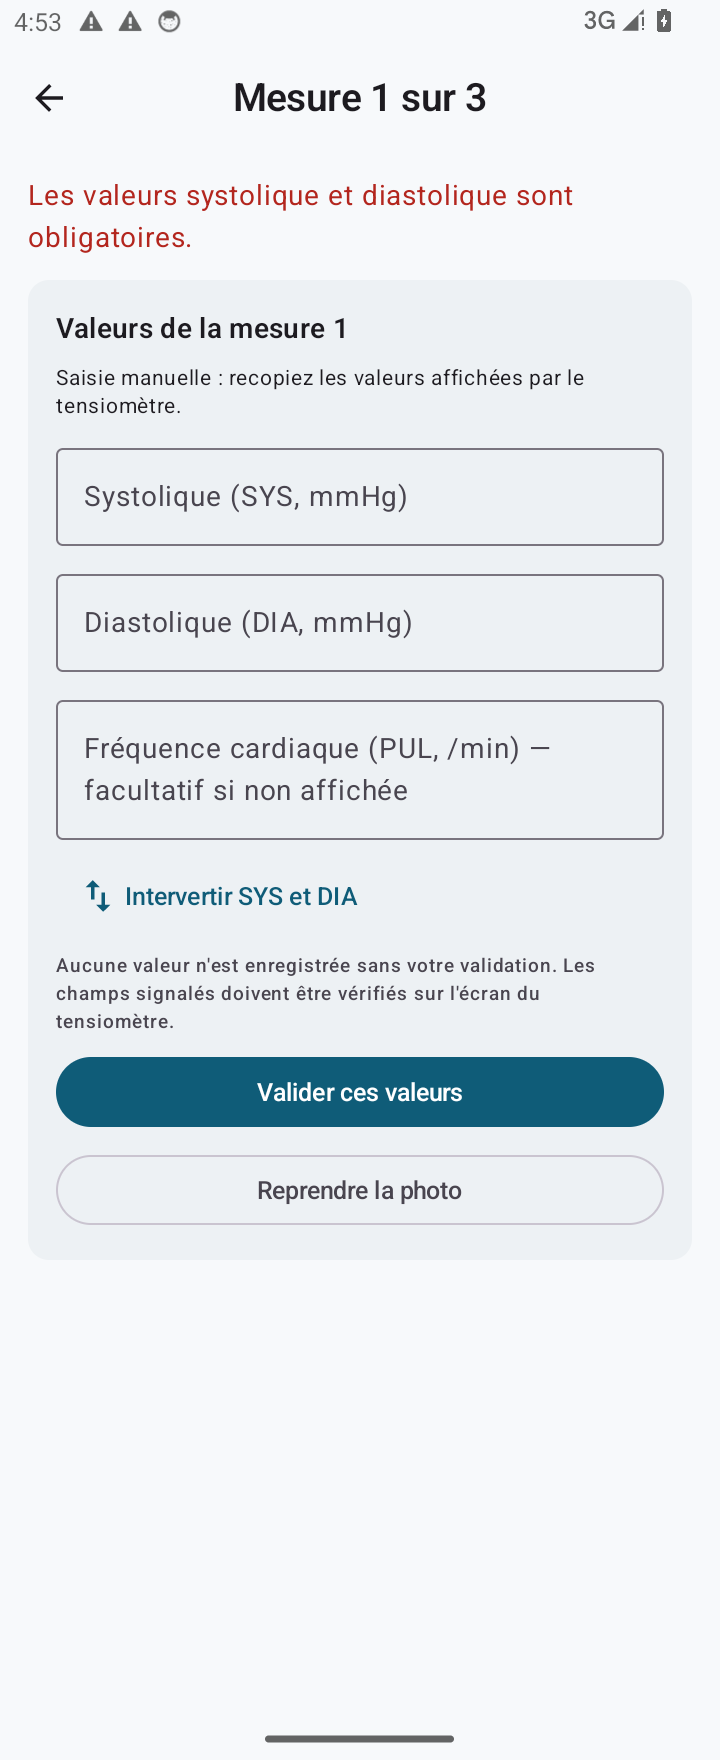 4:53
3G
Mesure 1 sur 3
Les valeurs systolique et diastolique sont
obligatoires.
Valeurs de la mesure 1
Saisie manuelle : recopiez les valeurs affichées par le
tensiomètre.
Systolique (SYS, mmHg)
Diastolique (DIA, mmHg)
Fréquence cardiaque (PUL, /min) —
facultatif si non affichée
Intervertir SYS et DIA
Aucune valeur n'est enregistrée sans votre validation. Les
champs signalés doivent être vérifiés sur l'écran du
tensiomètre.
Valider ces valeurs
Reprendre la photo